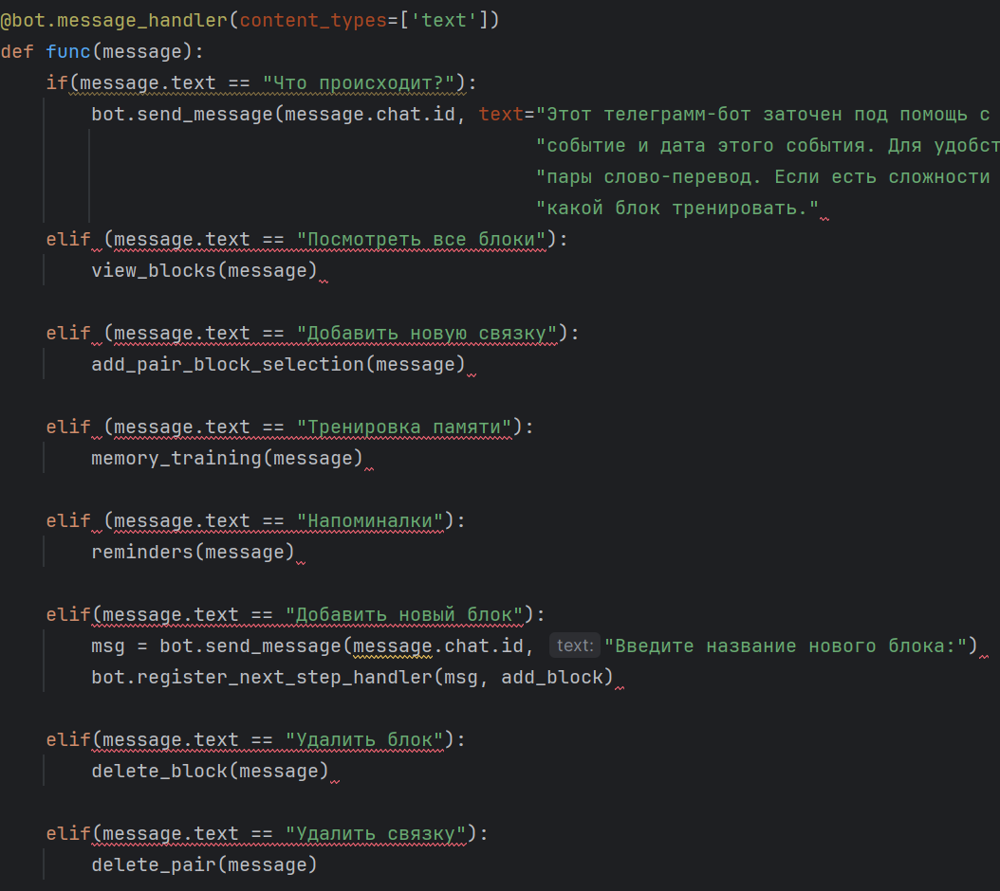 @bot.message_handler(content_types=['text'])
def func(message):
if(message.text == "Что происходит?"):
bot.send_message(message.chat.id, text="Этот телеграмм-бот заточен под помощь с
"событие и дата этого события. Для удобст
"пары слово-перевод. Если есть сложности
"какой блок тренировать."
elif (message.text == "Посмотреть все блоки"):
view_blocks(message)
elif (message.text == "Добавить новую связку"):
add_pair_block_selection(message)
elif (message.text == "Тренировка памяти"):
memory_training(message)
elif (message.text == "Напоминалки"):
reminders(message)
elif(message.text == "Добавить новый блок"):
msg = bot.send_message(message.chat.id, text: "Введите название нового блока:")
bot.register_next_step_handler(msg, add_block)
elif(message.text == "Удалить блок"):
delete_block(message)
elif(message.text == "Удалить связку"):
delete_pair(message)